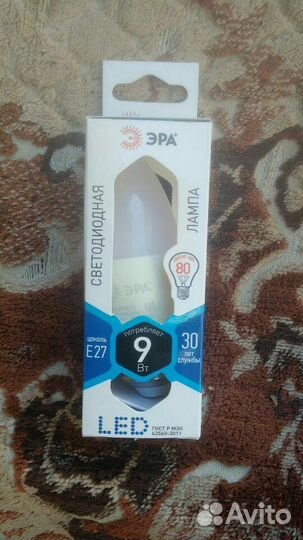 ЭРА
СВЕТОДИОДНАЯ
ЛАМПА
80
цоколь
E27
потребляет
9
Вт
30
лет
службы
LED
ГОСТ Р МЭК
62560-2011
Avito